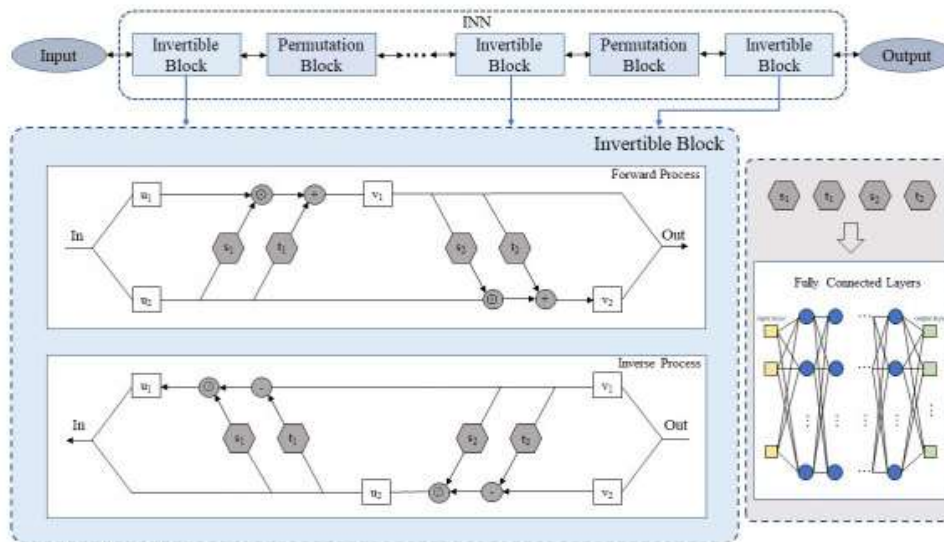 INN
Input
Invertible
Block
Permutation
Block
Invertible
Block
Permutation
Block
Invertible
Block
Output
Invertible Block
Forward Process
u1
v1
In
s1
t1
s2
t2
Out
u2
v2
Inverse Process
u1
v1
In
s1
t1
s2
t2
Out
u2
v2
s1
t1
s2
t2
Fully Connected Layers